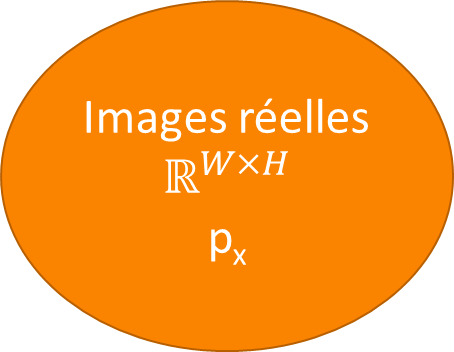 Images réelles
ℝ^{W×H}
p_x